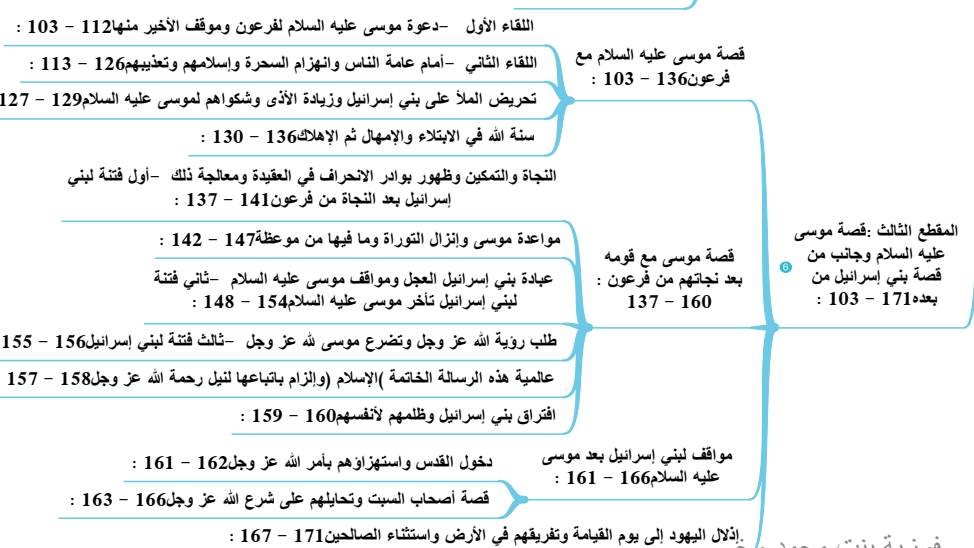 المقطع الثالث :قصة موسى
عليه السلام وجانب من
قصة بني إسرائيل من
بعده171 – 103 :
6
قصة موسى عليه السلام مع
فرعون136 – 103 :
اللقاء الأول –دعوة موسى عليه السلام لفرعون وموقف الأخير منها112 – 103 :
اللقاء الثاني –أمام عامة الناس وانهزام السحرة وإسلامهم وتعذيبهم126 – 113 :
تحريض الملأ على بني إسرائيل وزيادة الأذى وشكواهم لموسى عليه السلام129 – 127
سنة الله في الابتلاء والإمهال ثم الإهلاك136 – 130 :
قصة موسى مع قومه
بعد نجاتهم من فرعون :
160 – 137
النجاة والتمكين وظهور بوادر الانحراف في العقيدة ومعالجة ذلك –أول فتنة لبني
إسرائيل بعد النجاة من فرعون141 – 137 :
مواعدة موسى وإنزال التوراة وما فيها من موعظة147 – 142 :
عبادة بني إسرائيل العجل ومواقف موسى عليه السلام –ثاني فتنة
لبني إسرائيل تأخر موسى عليه السلام154 – 148 :
طلب رؤية الله عز وجل وتضرع موسى لله عز وجل –ثالث فتنة لبني إسرائيل156 – 155
عالمية هذه الرسالة الخاتمة )الإسلام (وإلزام باتباعها لنيل رحمة الله عز وجل158 – 157
افتراق بني إسرائيل وظلمهم لأنفسهم160 – 159 :
مواقف لبني إسرائيل بعد موسى
عليه السلام166 – 161 :
دخول القدس واستهزاؤهم بأمر الله عز وجل162 – 161 :
قصة أصحاب السبت وتحايلهم على شرع الله عز وجل166 – 163 :
إذلال اليهود إلى يوم القيامة وتفريقهم في الأرض واستثناء الصالحين171 – 167 :